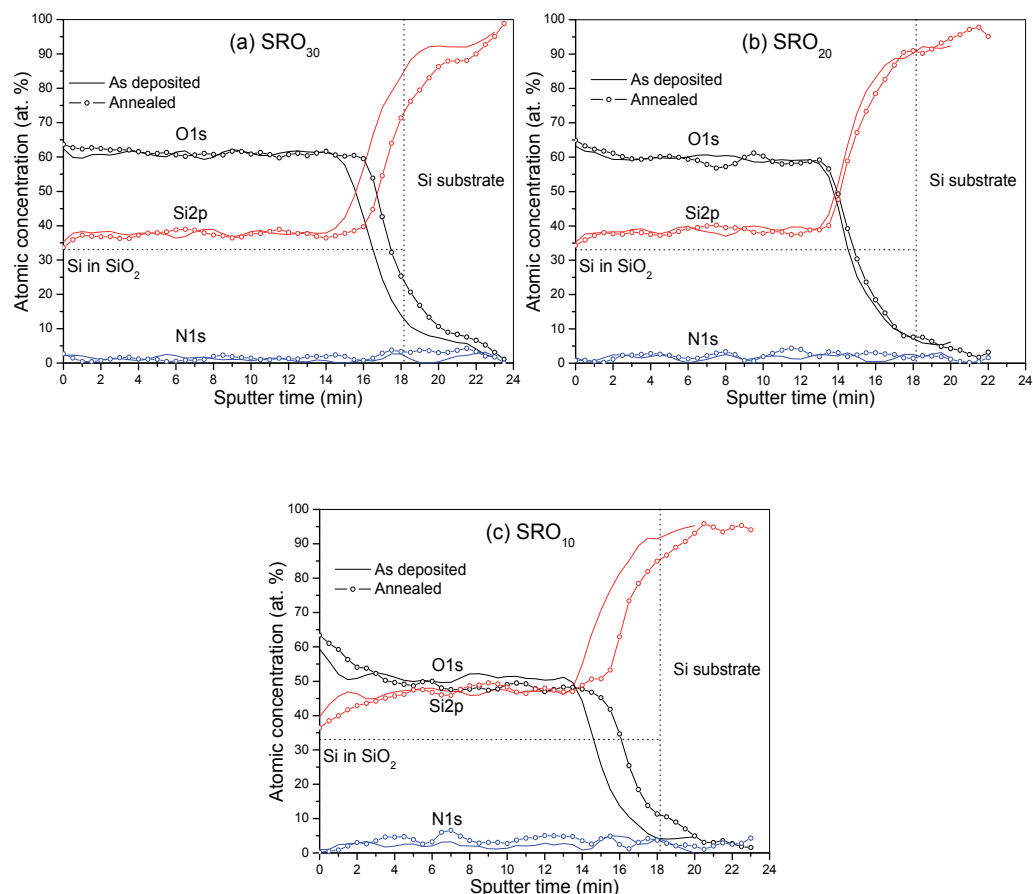 (a) SRO30
As deposited
Annealed
O1s
Si2p
Si in SiO2
N1s
Si substrate
Atomic concentration (at. %)
100
90
80
70
60
50
40
30
20
10
0
0 2 4 6 8 10 12 14 16 18 20 22 24
Sputter time (min)
(b) SRO20
As deposited
Annealed
O1s
Si2p
Si in SiO2
N1s
Si substrate
Atomic concentration (at. %)
100
90
80
70
60
50
40
30
20
10
0
0 2 4 6 8 10 12 14 16 18 20 22 24
Sputter time (min)
(c) SRO10
As deposited
Annealed
O1s
Si2p
Si in SiO2
N1s
Si substrate
Atomic concentration (at. %)
100
90
80
70
60
50
40
30
20
10
0
0 2 4 6 8 10 12 14 16 18 20 22 24
Sputter time (min)